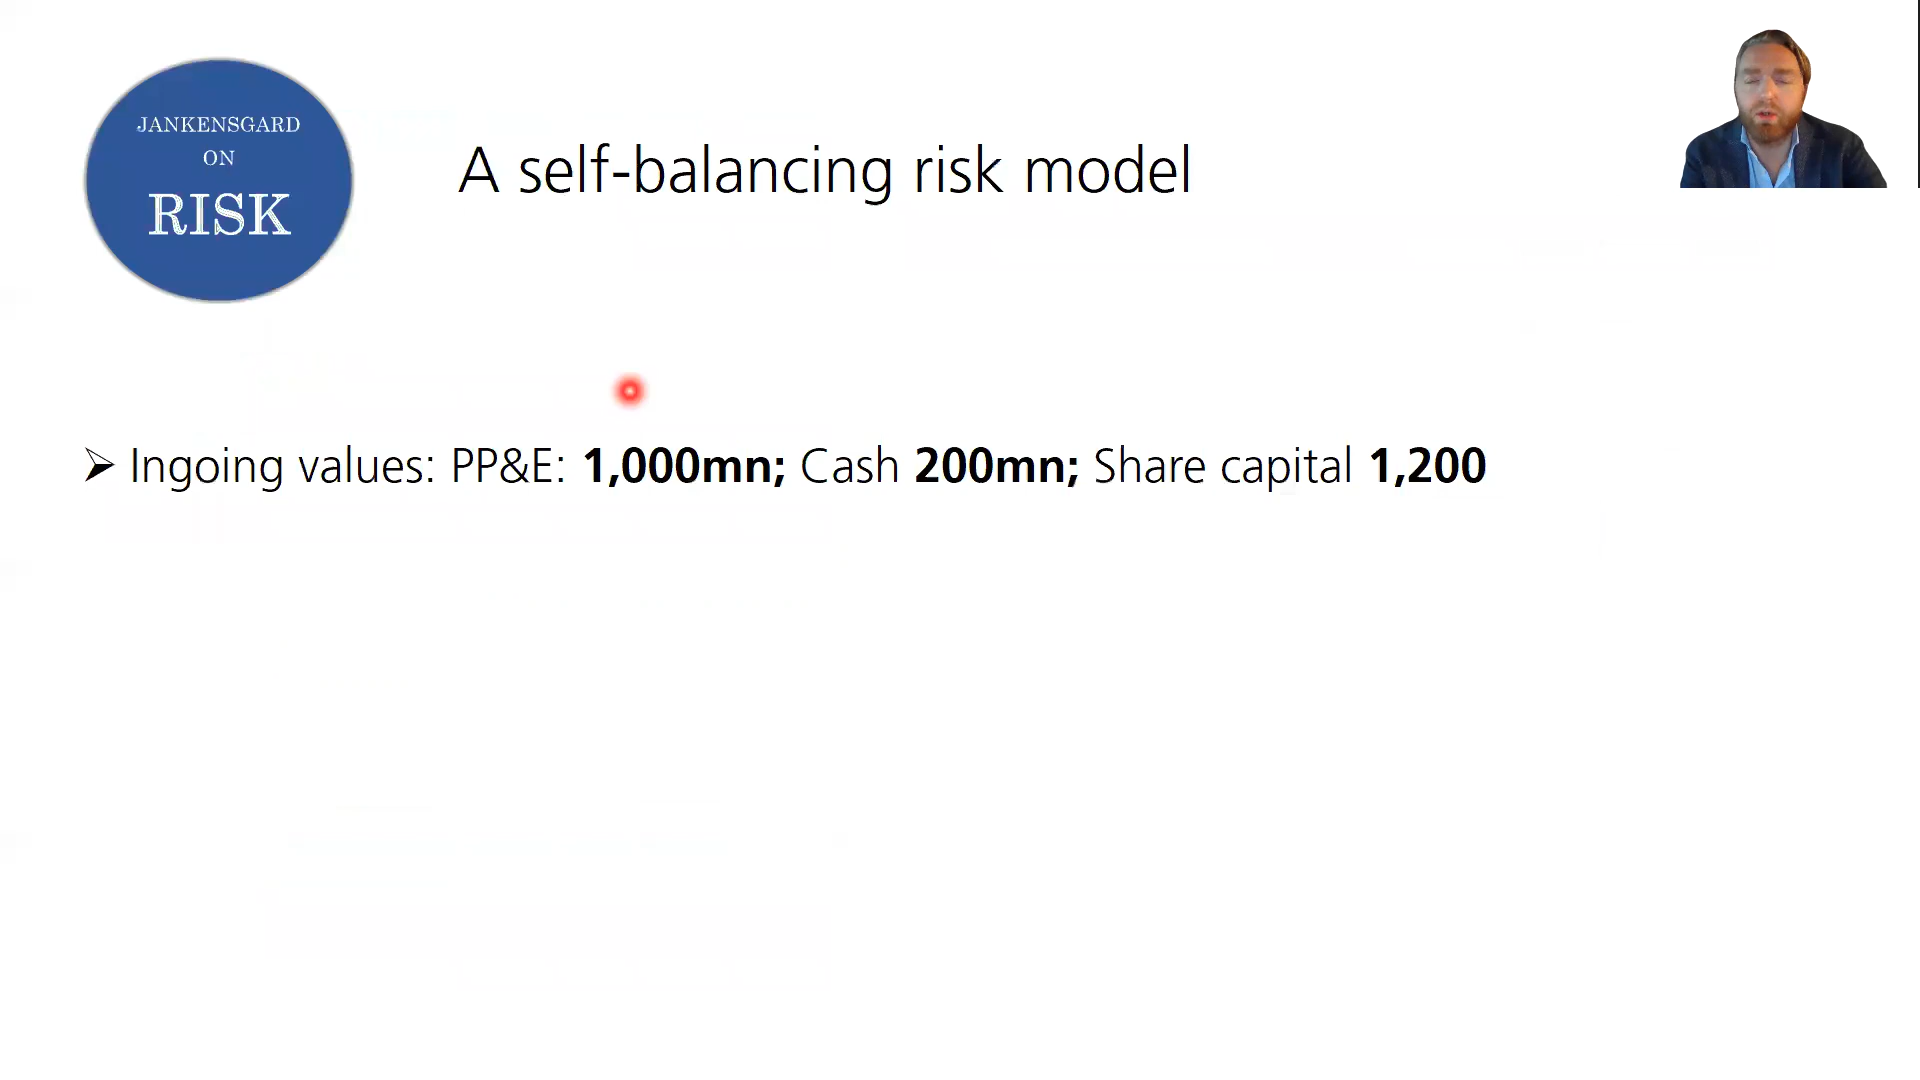 JANKENSGARD
ON
RISK
A self-balancing risk model
➢ Ingoing values: PP&E: 1,000mn; Cash 200mn; Share capital 1,200